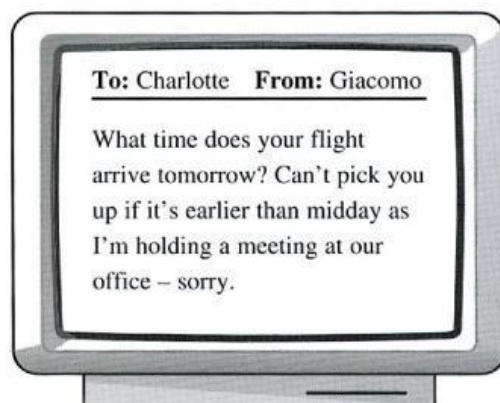 To: Charlotte From: Giacomo
What time does your flight
arrive tomorrow? Can't pick you
up if it's earlier than midday as
I'm holding a meeting at our
office – sorry.